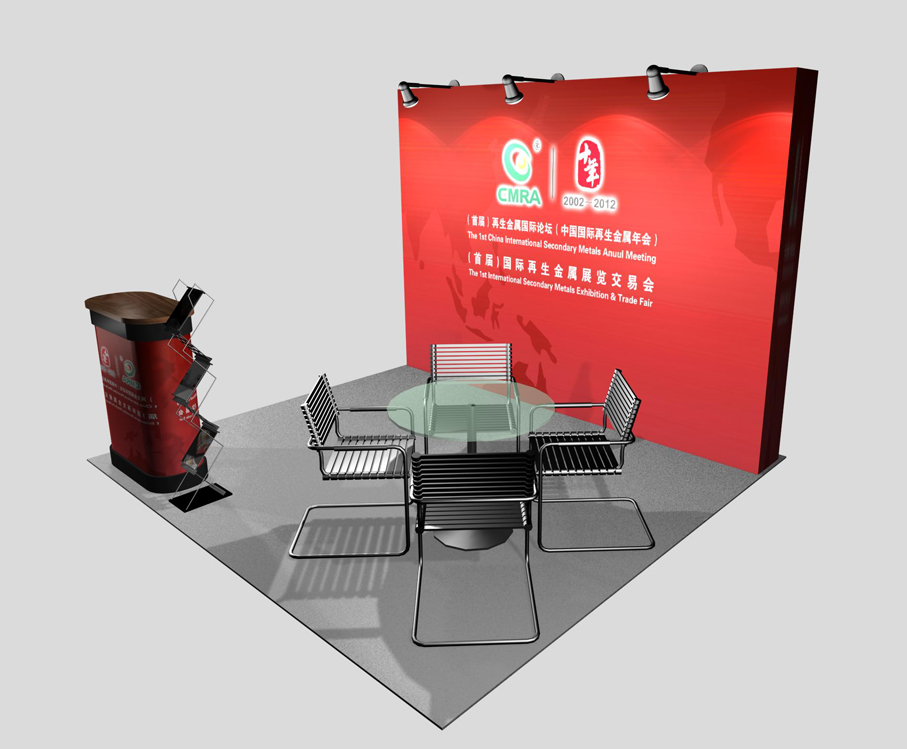 CMRA
十年
2002－2012
（首届）再生金属国际论坛（中国国际再生金属年会）
The 1st China International Secondary Metals Anuul Meeting
（首届）国际再生金属展览交易会
The 1st International Secondary Metals Exhibition & Trade Fair